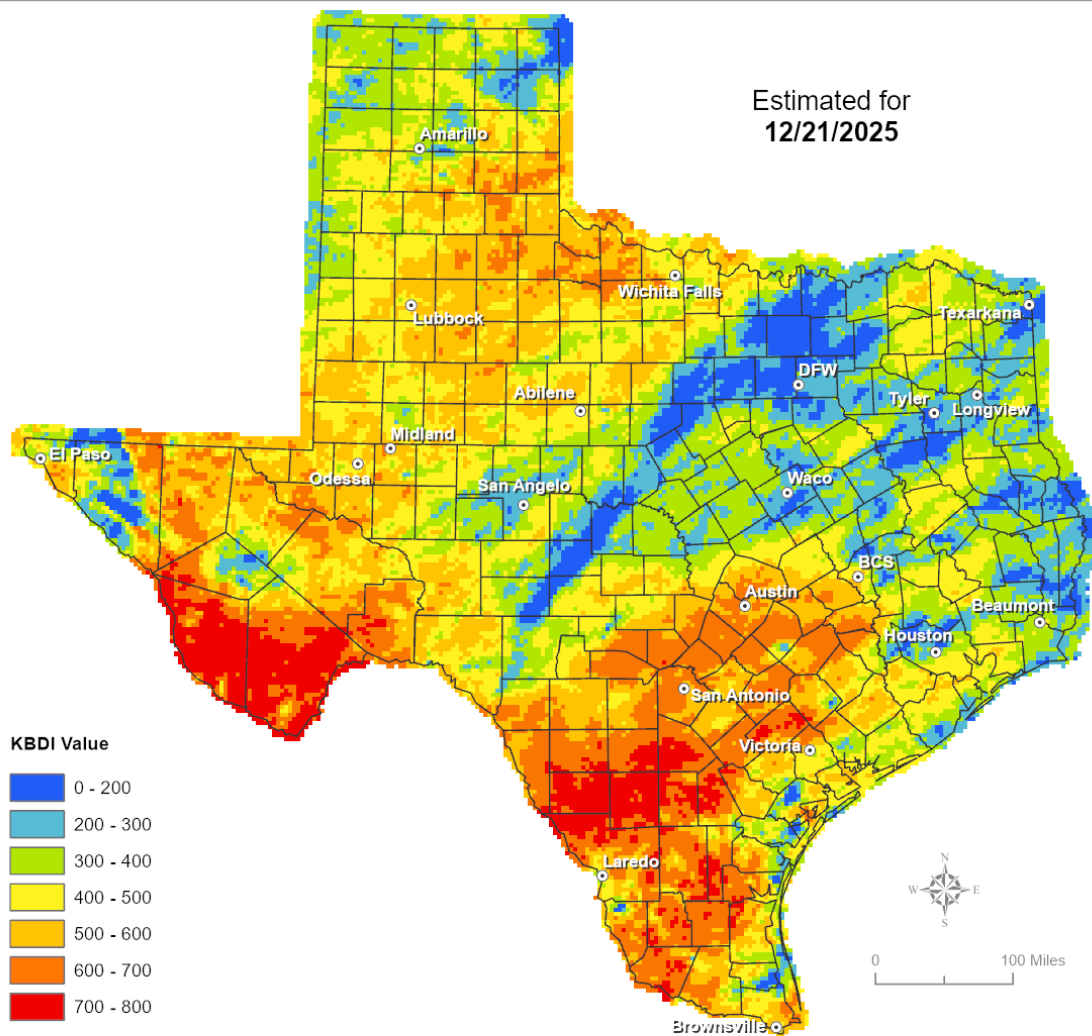 Estimated for
12/21/2025
Amarillo
Wichita Falls
Lubbock
Texarkana
DFW
Abilene
Tyler
Longview
Midland
El Paso
Odessa
San Angelo
Waco
BCS
Austin
Beaumont
Houston
San Antonio
Victoria
Laredo
Brownsville
KBDI Value
0 - 200
200 - 300
300 - 400
400 - 500
500 - 600
600 - 700
700 - 800
N
W E
S
0 100 Miles